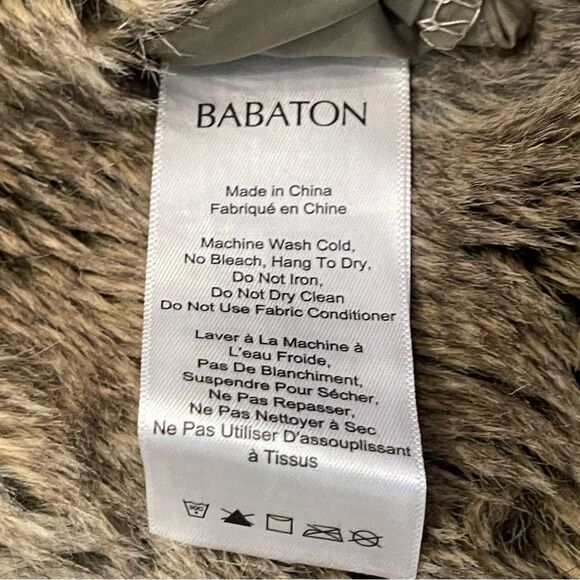 BABATON
Made in China
Fabriqué en Chine
Machine Wash Cold,
No Bleach, Hang To Dry,
Do Not Iron,
Do Not Dry Clean
Do Not Use Fabric Conditioner
Laver à La Machine à
L'eau Froide,
Pas De Blanchiment,
Suspendre Pour Sécher,
Ne Pas Repasser,
Ne Pas Nettoyer à Sec
Ne Pas Utiliser D'assouplissant
à Tissus